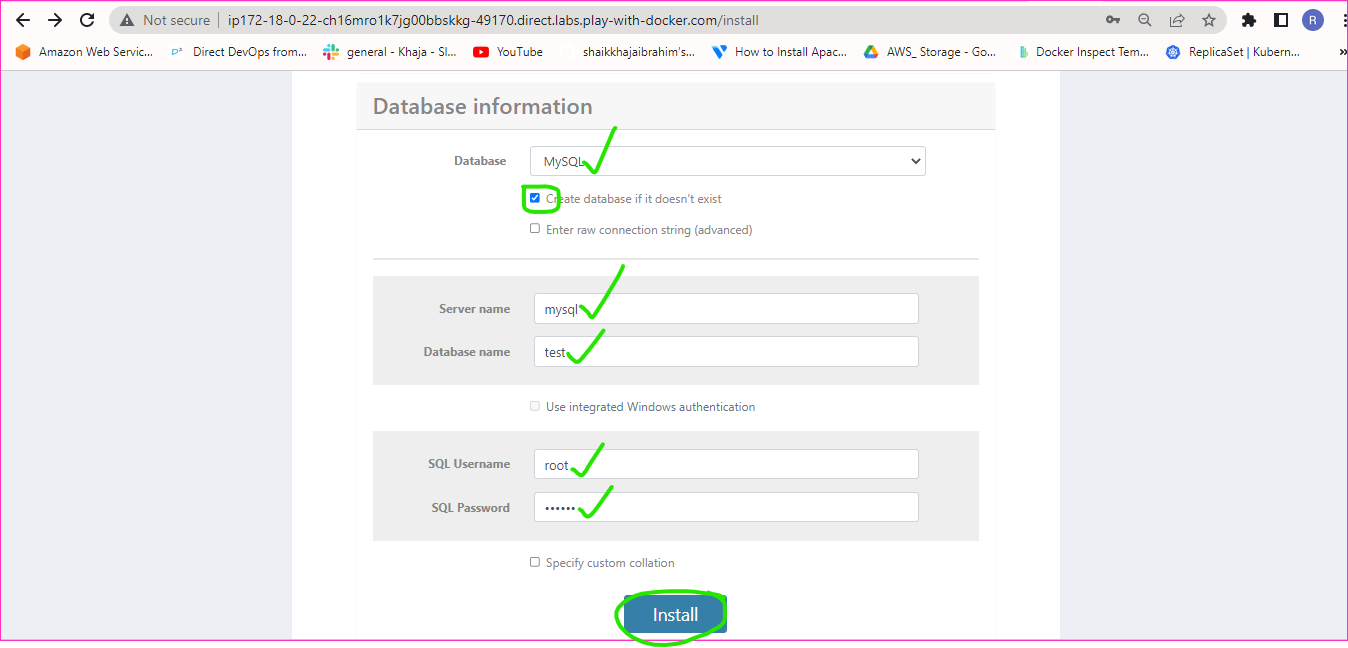 Not secure | ip172-18-0-22-ch16mro1k7jg00bbskkg-49170.direct.labs.play-with-docker.com/install R
Amazon Web Servic... Direct DevOps from... general - Khaja - Sl... YouTube shaikkhajaibrahim's... How to Install Apac... AWS_ Storage - Go... Docker Inspect Tem... ReplicaSet | Kubern... »
Database information
Database MySQL
Create database if it doesn't exist
Enter raw connection string (advanced)
Server name mysql
Database name test
Use integrated Windows authentication
SQL Username root
SQL Password ••••••
Specify custom collation
Install